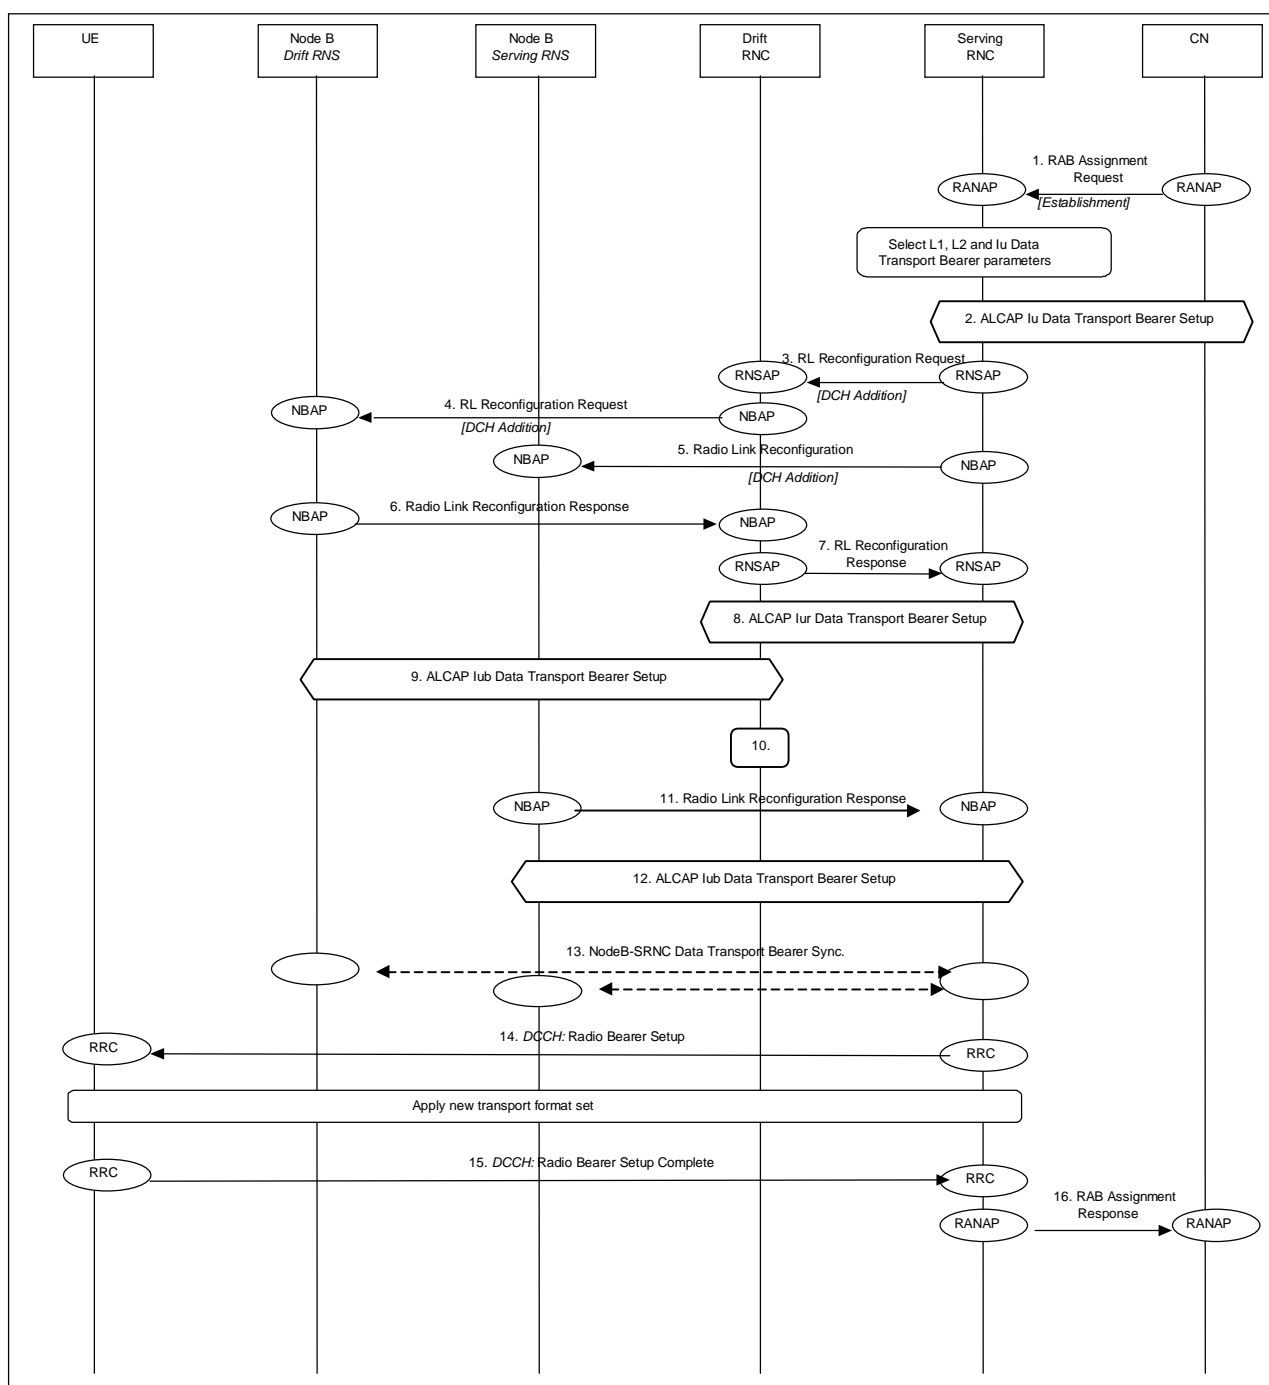 UE
Node B
Drift RNS
Node B
Serving RNS
Drift
RNC
Serving
RNC
CN
1. RAB Assignment
Request
RANAP
RANAP
[Establishment]
Select L1, L2 and Iu Data
Transport Bearer parameters
2. ALCAP Iu Data Transport Bearer Setup
3. RL Reconfiguration Request
RNSAP
RNSAP
[DCH Addition]
NBAP
4. RL Reconfiguration Request
NBAP
[DCH Addition]
5. Radio Link Reconfiguration
NBAP
NBAP
[DCH Addition]
6. Radio Link Reconfiguration Response
NBAP
NBAP
7. RL Reconfiguration
Response
RNSAP
RNSAP
8. ALCAP Iur Data Transport Bearer Setup
9. ALCAP Iub Data Transport Bearer Setup
10.
11. Radio Link Reconfiguration Response
NBAP
NBAP
12. ALCAP Iub Data Transport Bearer Setup
13. NodeB-SRNC Data Transport Bearer Sync.
14. DCCH: Radio Bearer Setup
RRC
RRC
Apply new transport format set
15. DCCH: Radio Bearer Setup Complete
RRC
RRC
16. RAB Assignment
Response
RANAP
RANAP